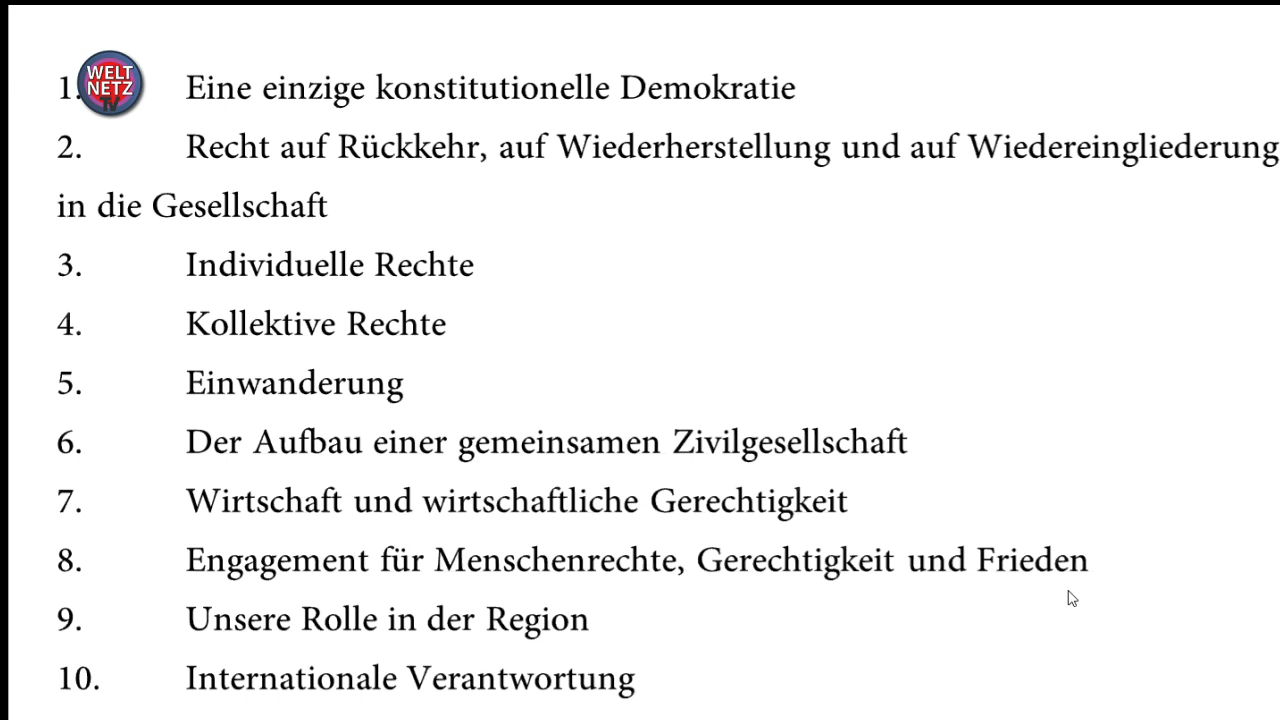 1. Eine einzige konstitutionelle Demokratie
WELT
NETZ
TV
2. Recht auf Rückkehr, auf Wiederherstellung und auf Wiedereingliederung
in die Gesellschaft
3. Individuelle Rechte
4. Kollektive Rechte
5. Einwanderung
6. Der Aufbau einer gemeinsamen Zivilgesellschaft
7. Wirtschaft und wirtschaftliche Gerechtigkeit
8. Engagement für Menschenrechte, Gerechtigkeit und Frieden
9. Unsere Rolle in der Region
10. Internationale Verantwortung